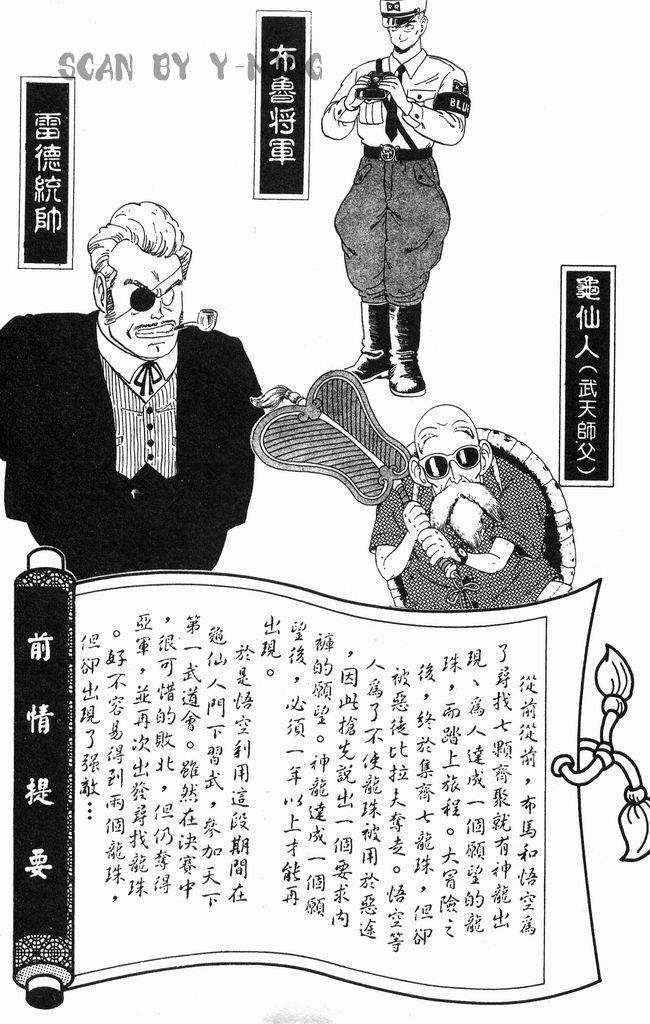 SCAN BY Y-MING
布魯將軍
雷德統帥
龜仙人(武天師父)
BLUE
前情提要
從前從前,布馬和悟空為
了尋找七顆齊聚就有神龍出
現、為人達成一個願望的龍
珠,而踏上旅程。大冒險之
後,終於集齊七龍珠,但卻
被惡徒比拉夫奪走。悟空等
人為了不使龍珠被用於惡途
,因此搶先說出一個要求內
褲的願望。神龍達成一個願
望後,必須一年以上才能再
出現。
於是悟空利用這段期間在
龜仙人門下習武,參加天下
第一武道會。雖然在決賽中
,很可惜的敗北,但仍奪得
亞軍,並再次出發尋找龍珠
。好不容易得到兩個龍珠,
但卻出現了強敵…